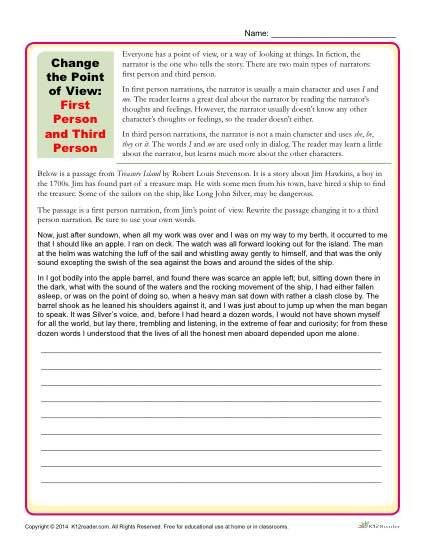 Name: ____________________________
Change
the Point
of View:
First
Person
and Third
Person
Everyone has a point of view, or a way of looking at things. In fiction, the
narrator is the one who tells the story. There are two main types of narrators:
first person and third person.
In first person narrations, the narrator is usually a main character and uses I and
me. The reader learns a great deal about the narrator by reading the narrator's
thoughts and feelings. However, the narrator usually doesn't know any other
character's thoughts or feelings, so the reader doesn't either.
In third person narrations, the narrator is not a main character and uses she, he,
they or it. The words I and me are used only in dialog. The reader may learn a little
about the narrator, but learns much more about the other characters.
Below is a passage from Treasure Island by Robert Louis Stevenson. It is a story about Jim Hawkins, a boy in
the 1700s. Jim has found part of a treasure map. He with some men from his town, have hired a ship to find
the treasure. Some of the sailors on the ship, like Long John Silver, may be dangerous.
The passage is a first person narration, from Jim's point of view. Rewrite the passage changing it to a third
person narration. Be sure to use your own words.
Now, just after sundown, when all my work was over and I was on my way to my berth, it occurred to me
that I should like an apple. I ran on deck. The watch was all forward looking out for the island. The man
at the helm was watching the luff of the sail and whistling away gently to himself, and that was the only
sound excepting the swish of the sea against the bows and around the sides of the ship.
In I got bodily into the apple barrel, and found there was scarce an apple left; but, sitting down there in
the dark, what with the sound of the waters and the rocking movement of the ship, I had either fallen
asleep, or was on the point of doing so, when a heavy man sat down with rather a clash close by. The
barrel shook as he leaned his shoulders against it, and I was just about to jump up when the man began
to speak. It was Silver's voice, and, before I had heard a dozen words, I would not have shown myself
for all the world, but lay there, trembling and listening, in the extreme of fear and curiosity; for from these
dozen words I understood that the lives of all the honest men aboard depended upon me alone.
Copyright © 2014 K12reader.com. All Rights Reserved. Free for educational use at home or in classrooms.
K12Reader